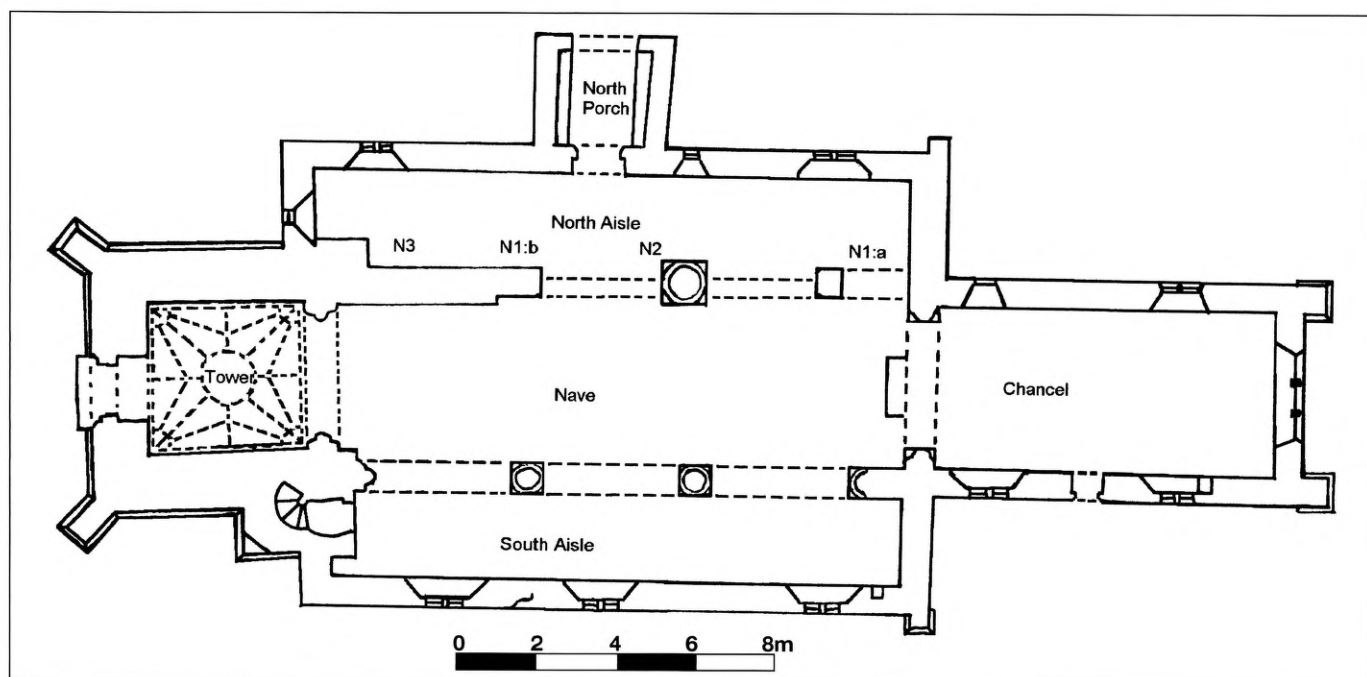 North
Porch
North Aisle
N3
N1:b
N2
N1:a
Tower
Nave
Chancel
South Aisle
0 2 4 6 8m